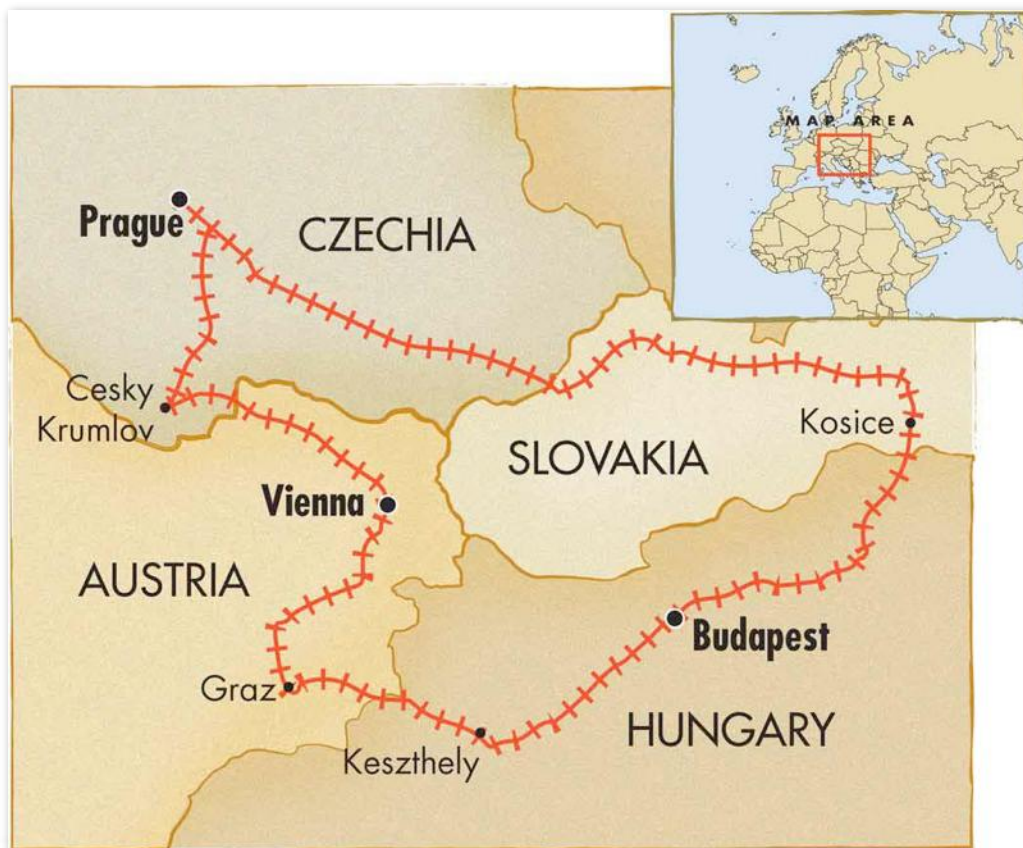 MAP AREA
Prague
CZECHIA
Cesky
Krumlov
Kosice
SLOVAKIA
Vienna
AUSTRIA
Budapest
Graz
HUNGARY
Keszthely